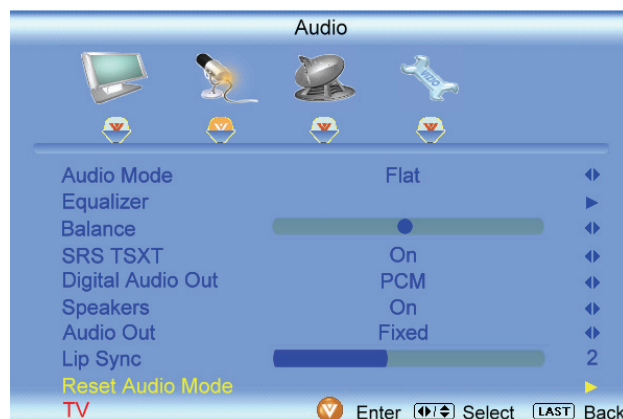 Audio
VIZIO
Audio Mode Flat
Equalizer
Balance
SRS TSXT On
Digital Audio Out PCM
Speakers On
Audio Out Fixed
Lip Sync 2
Reset Audio Mode
TV Enter Select LAST Back